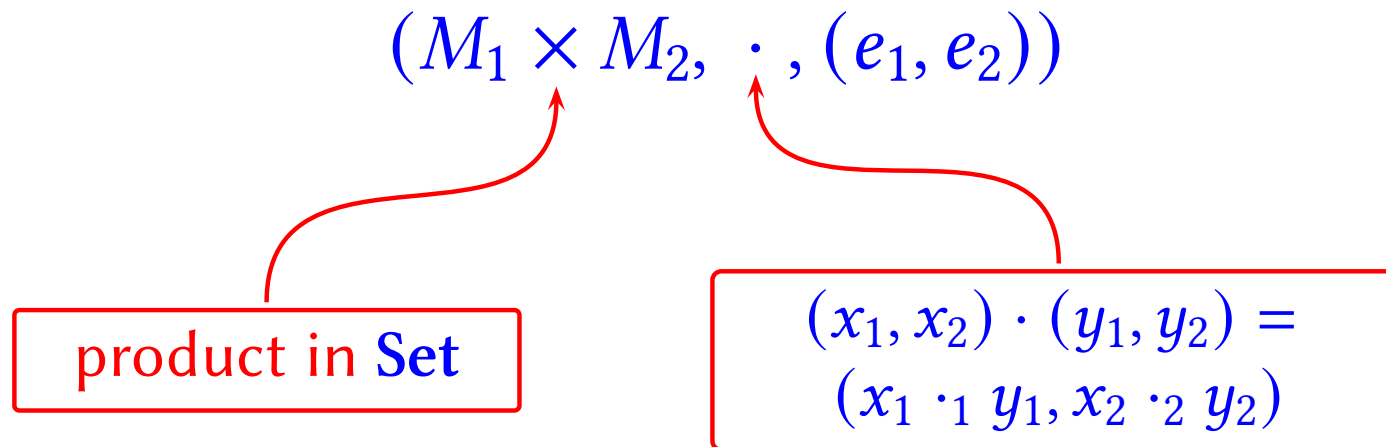 (M₁ × M₂, · , (e₁, e₂))
product in Set
(x₁, x₂) · (y₁, y₂) =
(x₁ ·₁ y₁, x₂ ·₂ y₂)